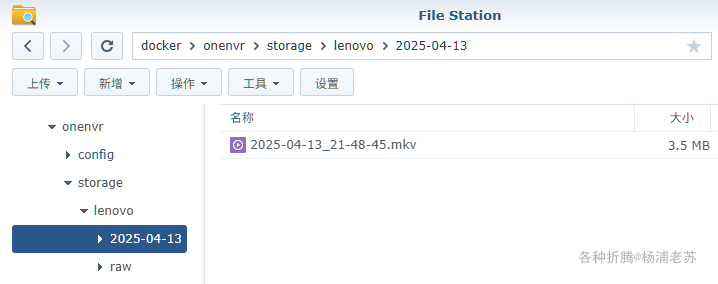 File Station
docker > onenvr > storage > lenovo > 2025-04-13
上传 新增 操作 工具 设置
onenvr
config
storage
lenovo
2025-04-13
raw
名称 大小
2025-04-13_21-48-45.mkv 3.5 MB
各种折腾@杨浦老苏